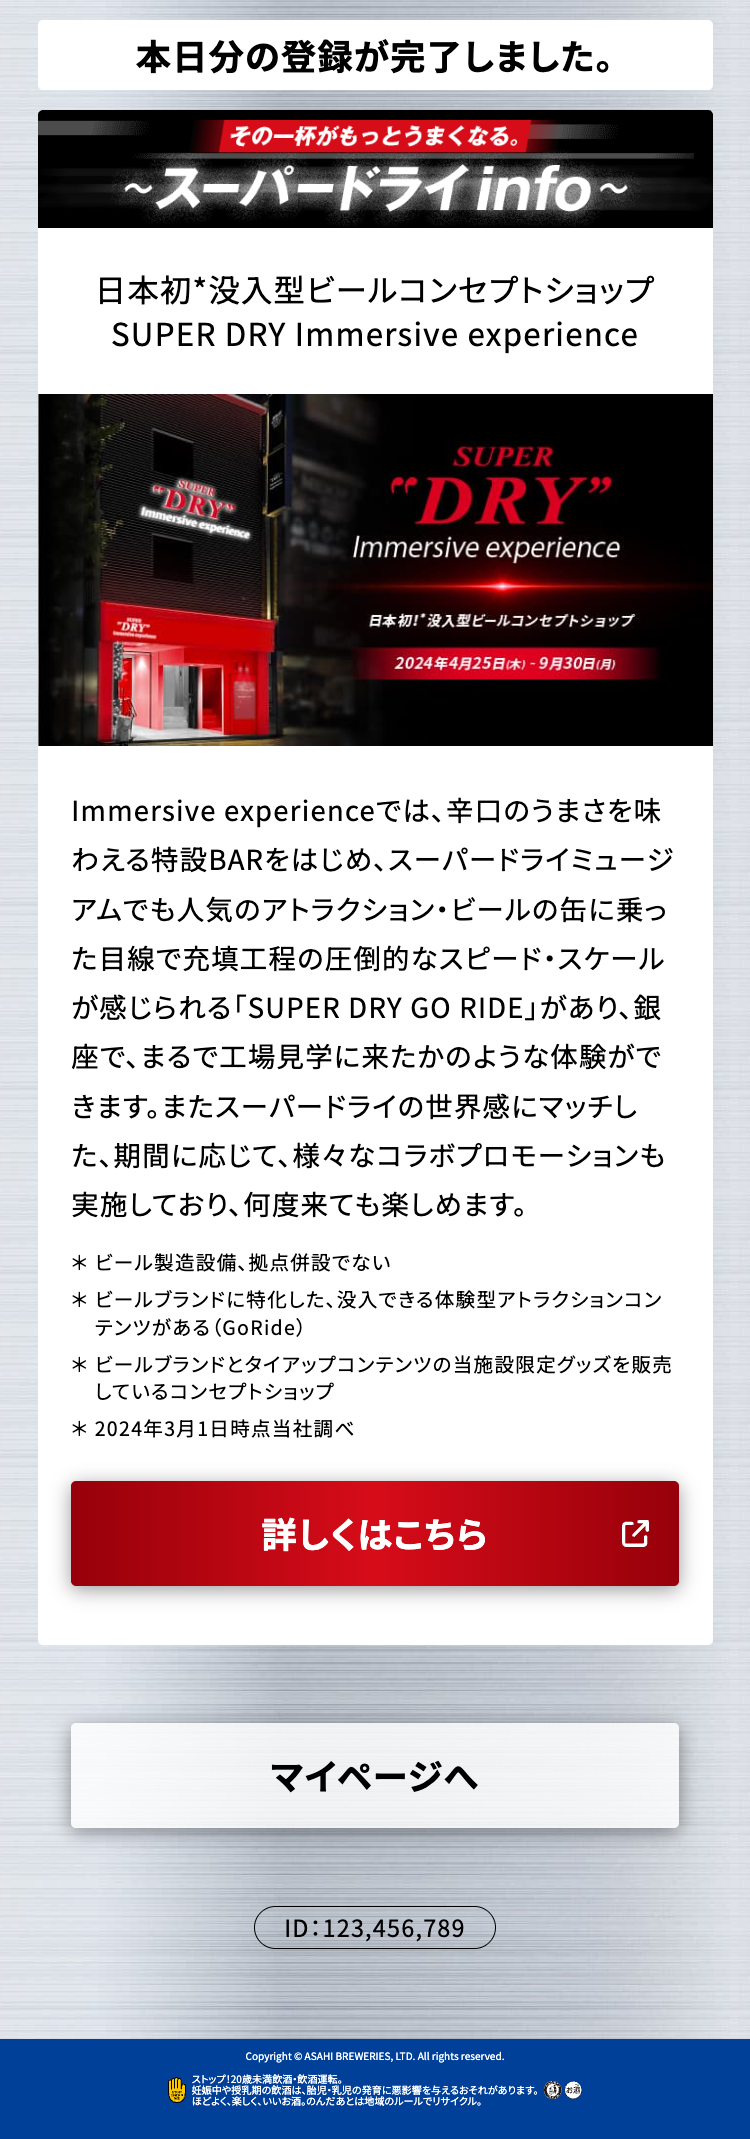 本日分の登録が完了しました。
その一杯がもっとうまくなる。
～スーパードライinfo～
日本初*没入型ビールコンセプトショップ
SUPER DRY Immersive experience
SUPER
“DRY”
Immersive experience
SUPER
“DRY”
Immersive experience
SUPER
“DRY”
Immersive experience
日本初!*没入型ビールコンセプトショップ
2024年4月25日(木) - 9月30日(月)
Immersive experienceでは、辛口のうまさを味
わえる特設BARをはじめ、スーパードライミュージ
アムでも人気のアトラクション・ビールの缶に乗っ
た目線で充填工程の圧倒的なスピード・スケール
が感じられる「SUPER DRY GO RIDE」があり、銀
座で、まるで工場見学に来たかのような体験がで
きます。またスーパードライの世界感にマッチし
た、期間に応じて、様々なコラボプロモーションも
実施しており、何度来ても楽しめます。
＊ ビール製造設備、拠点併設でない
＊ ビールブランドに特化した、没入できる体験型アトラクションコン
テンツがある（GoRide）
＊ ビールブランドとタイアップコンテンツの当施設限定グッズを販売
しているコンセプトショップ
＊ 2024年3月1日時点当社調べ
詳しくはこちら
マイページへ
ID：123,456,789
Copyright © ASAHI BREWERIES, LTD. All rights reserved.
ストップ！20歳未満飲酒・飲酒運転。
妊娠中や授乳期の飲酒は、胎児・乳児の発育に悪影響を与えるおそれがあります。
ほどよく、楽しく、いいお酒。のんだあとは地域のルールでリサイクル。
お酒